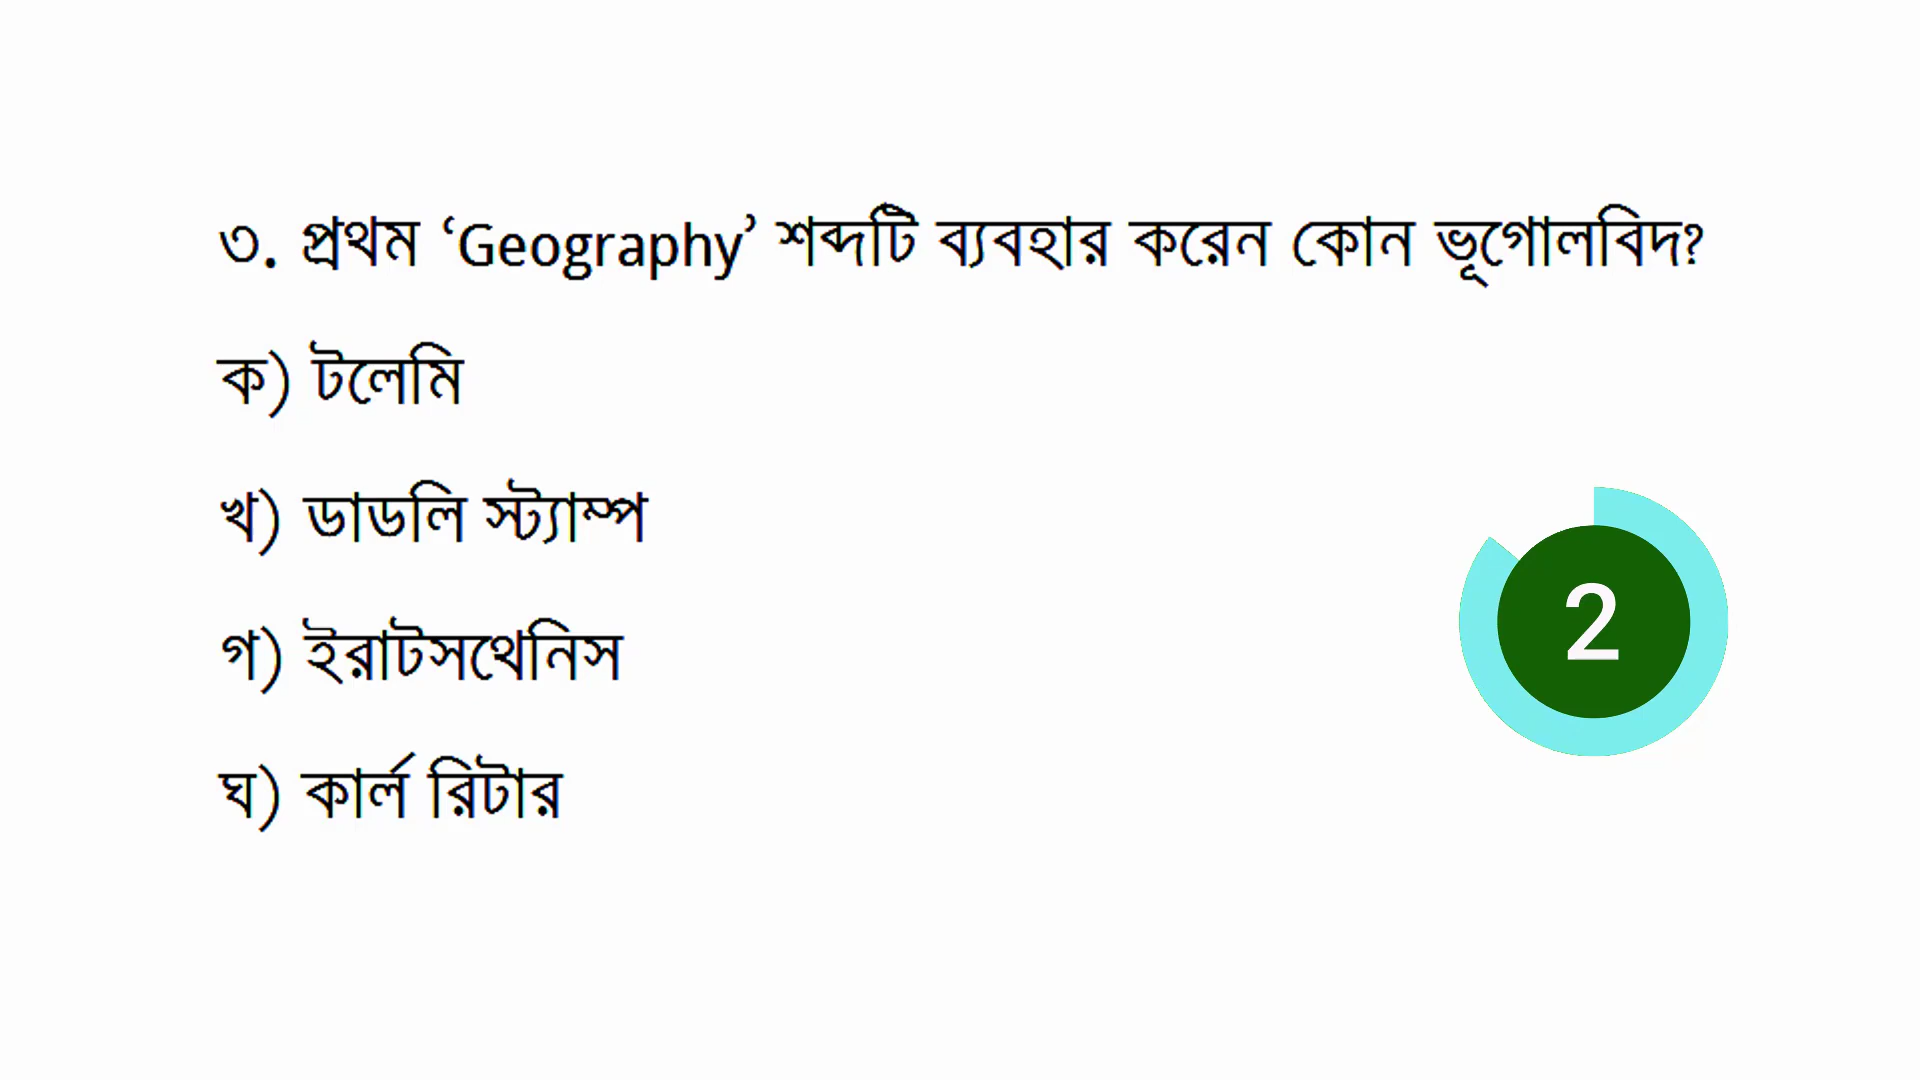 ৩. প্রথম ‘Geography’ শব্দটি ব্যবহার করেন কোন ভূগোলবিদ?
ক) টলেমি
খ) ডাডলি স্ট্যাম্প
গ) ইরাটসথেনিস
ঘ) কার্ল রিটার
2